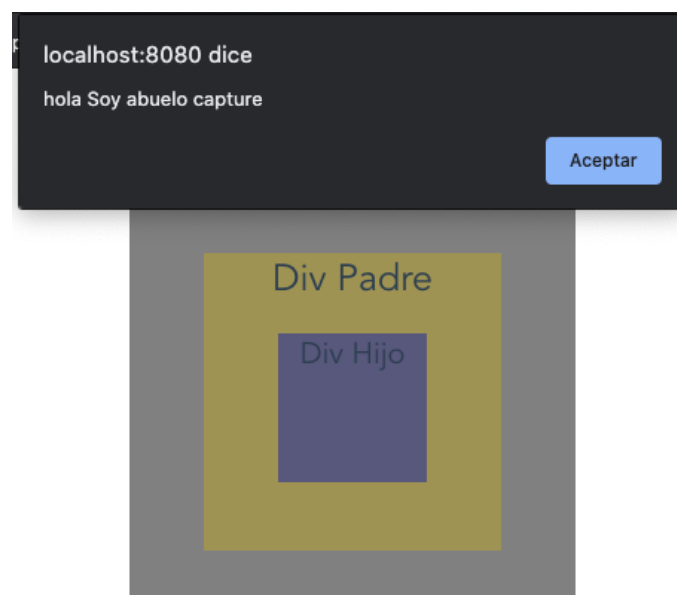 localhost:8080 dice
hola Soy abuelo capture
Aceptar
Div Padre
Div Hijo